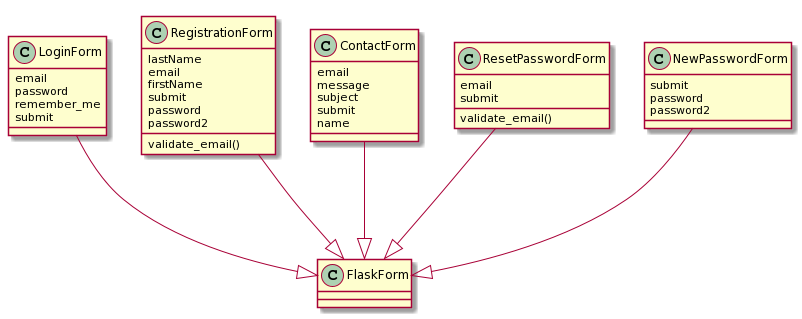 C LoginForm
email
password
remember_me
submit
C RegistrationForm
lastName
email
firstName
submit
password
password2
validate_email()
C ContactForm
email
message
subject
submit
name
C ResetPasswordForm
email
submit
validate_email()
C NewPasswordForm
submit
password
password2
C FlaskForm